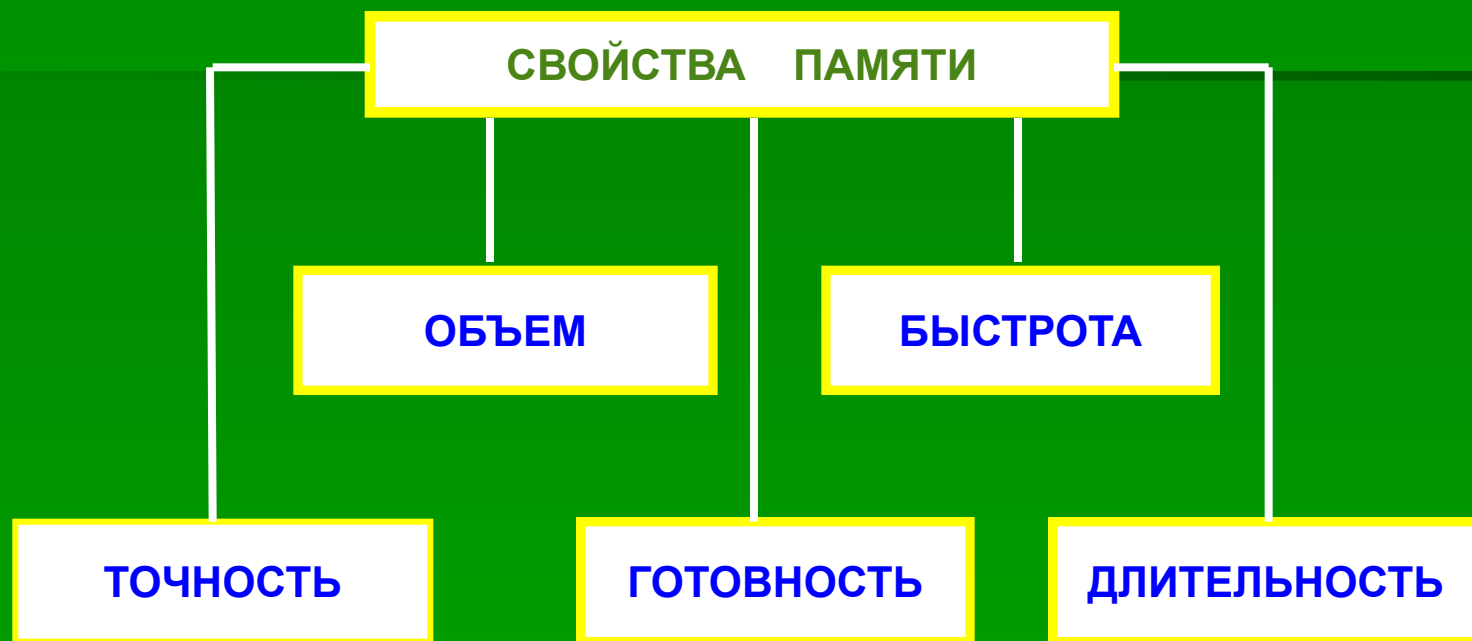 СВОЙСТВА ПАМЯТИ
ОБЪЕМ
БЫСТРОТА
ТОЧНОСТЬ
ГОТОВНОСТЬ
ДЛИТЕЛЬНОСТЬ